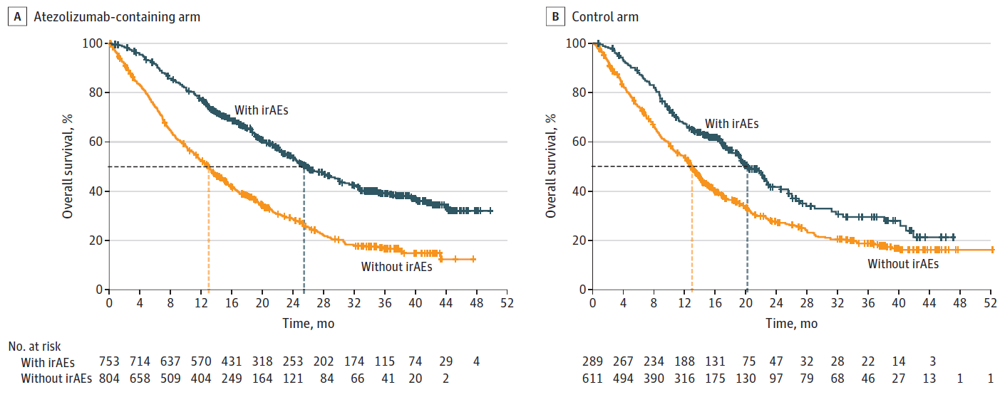 A Atezolizumab-containing arm
100
80
60
40
20
0
Overall survival, %
With irAEs
Without irAEs
0 4 8 12 16 20 24 28 32 36 40 44 48 52
Time, mo
No. at risk
With irAEs 753 714 637 570 431 318 253 202 174 115 74 29 4
Without irAEs 804 658 509 404 249 164 121 84 66 41 20 2
B Control arm
100
80
60
40
20
0
Overall survival, %
With irAEs
Without irAEs
0 4 8 12 16 20 24 28 32 36 40 44 48 52
Time, mo
289 267 234 188 131 75 47 32 28 22 14 3
611 494 390 316 175 130 97 79 68 46 27 13 1 1